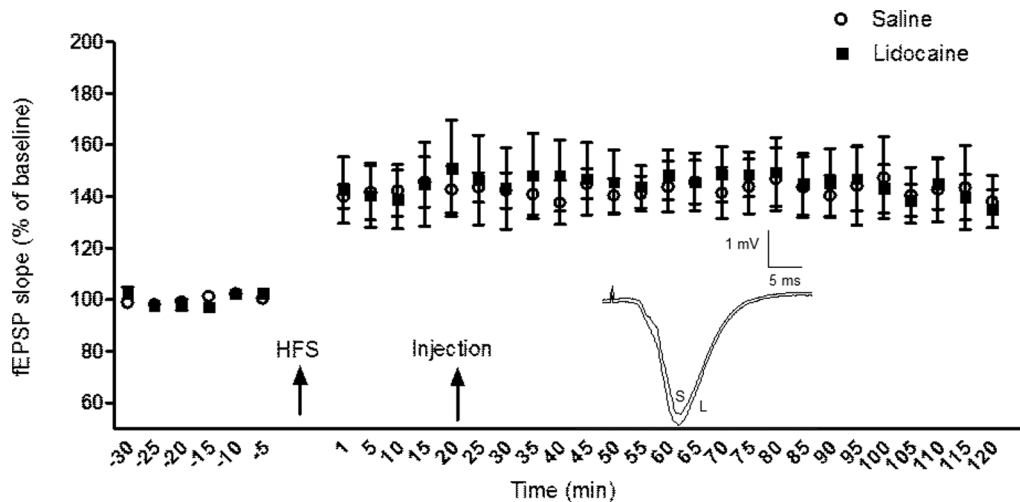 Saline
Lidocaine
fEPSP slope (% of baseline)
200
180
160
140
120
100
80
60
HFS
Injection
1 mV
5 ms
S
L
-30 -25 -20 -15 -10 -5 1 5 10 15 20 25 30 35 40 45 50 55 60 65 70 75 80 85 90 95 100 105 110 115 120
Time (min)